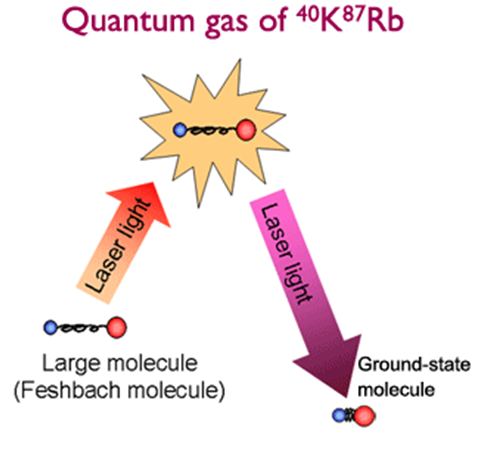 Quantum gas of ⁴⁰K⁸⁷Rb
Laser light
Laser light
Large molecule
(Feshbach molecule)
Ground-state
molecule